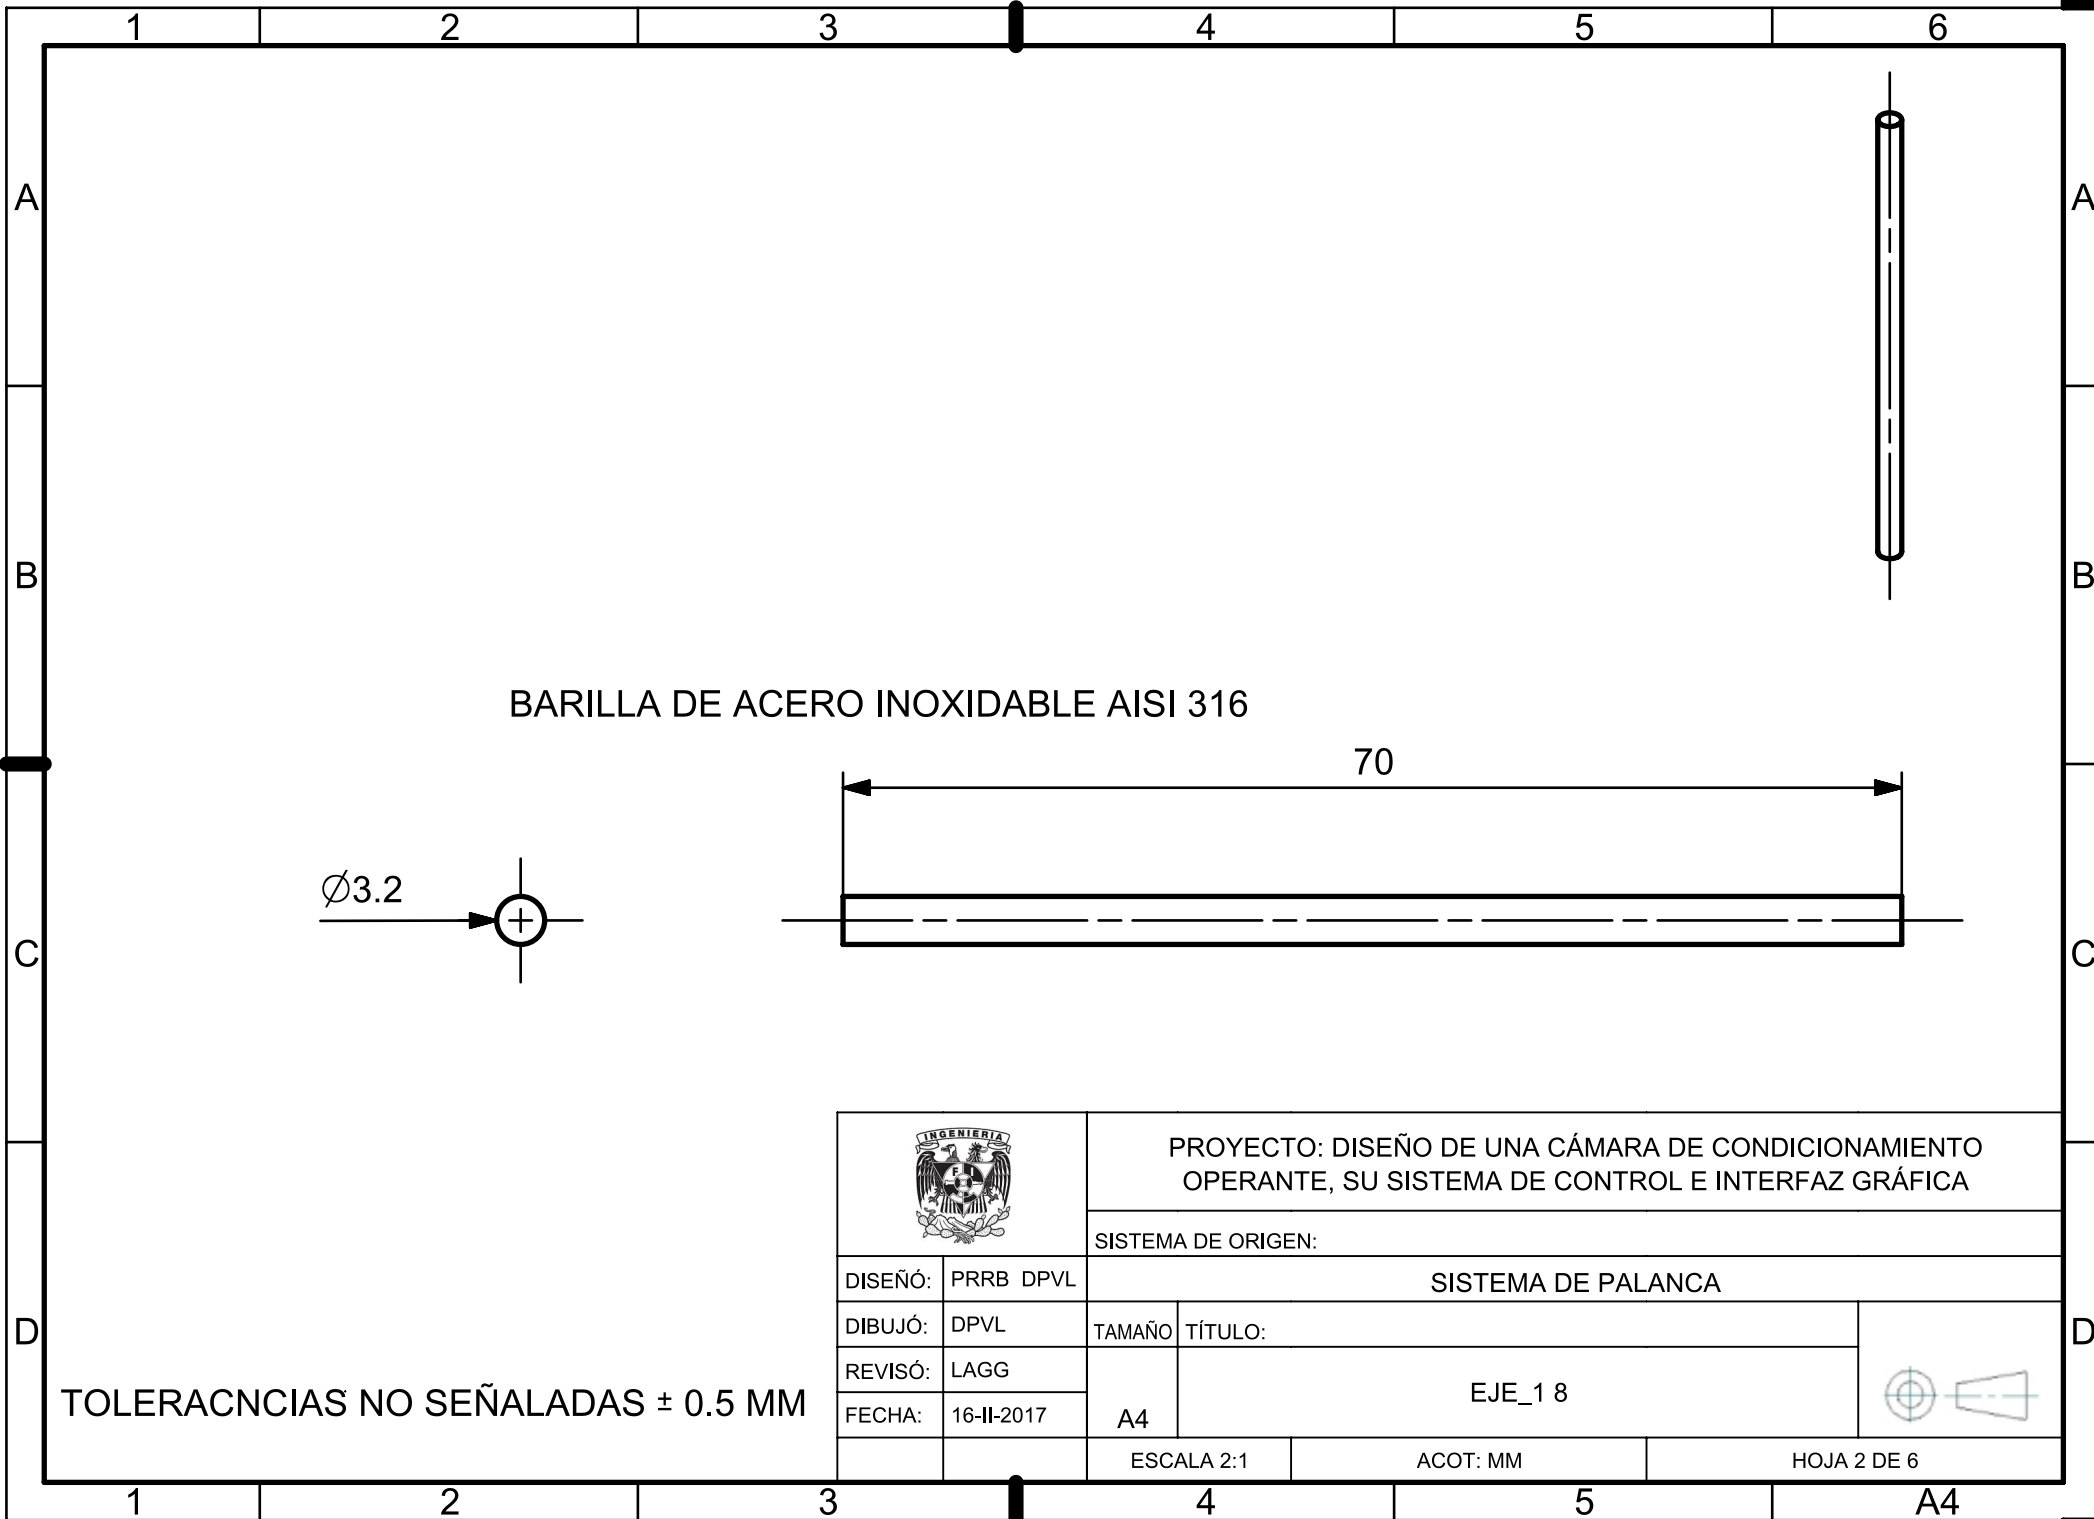 1 2 3 4 5 6
A A
B B
BARILLA DE ACERO INOXIDABLE AISI 316
70
Ø3.2
C C
INGENIERIA
F I
PROYECTO: DISEÑO DE UNA CÁMARA DE CONDICIONAMIENTO
OPERANTE, SU SISTEMA DE CONTROL E INTERFAZ GRÁFICA
SISTEMA DE ORIGEN:
DISEÑÓ: PRRB DPVL SISTEMA DE PALANCA
D DIBUJÓ: DPVL TAMAÑO TÍTULO: D
REVISÓ: LAGG
TOLERACNCIAS NO SEÑALADAS ± 0.5 MM
EJE_1 8
FECHA: 16-II-2017 A4
ESCALA 2:1 ACOT: MM HOJA 2 DE 6
1 2 3 4 5 A4